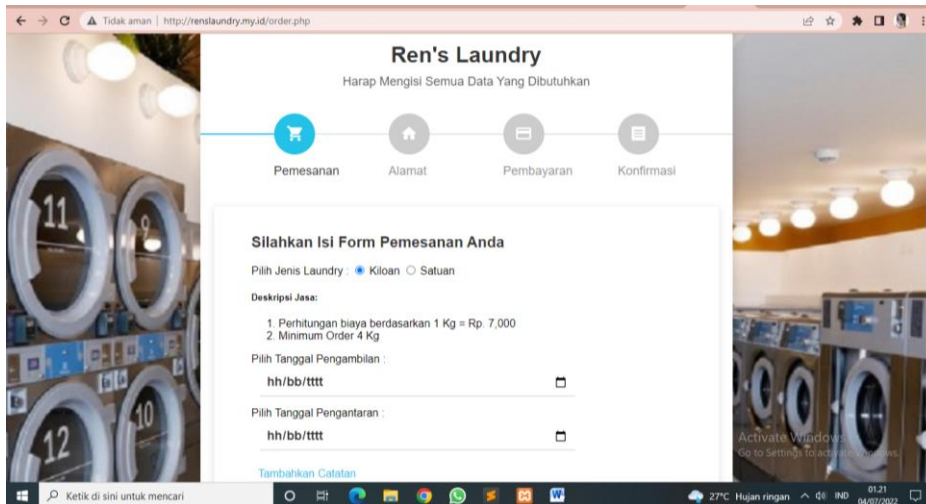 Tidak aman | http://renslaundry.my.id/order.php
Ren's Laundry
Harap Mengisi Semua Data Yang Dibutuhkan
Pemesanan Alamat Pembayaran Konfirmasi
Silahkan Isi Form Pemesanan Anda
Pilih Jenis Laundry : Kiloan Satuan
Deskripsi Jasa:
1. Perhitungan biaya berdasarkan 1 Kg = Rp. 7,000
2. Minimum Order 4 Kg
Pilih Tanggal Pengambilan :
hh/bb/tttt
Pilih Tanggal Pengantaran :
hh/bb/tttt
Tambahkan Catatan
11
9
12
10
Activate Windows
Go to Settings to activate Windows.
Ketik di sini untuk mencari
27°C Hujan ringan
IND
01.21
04/07/2022